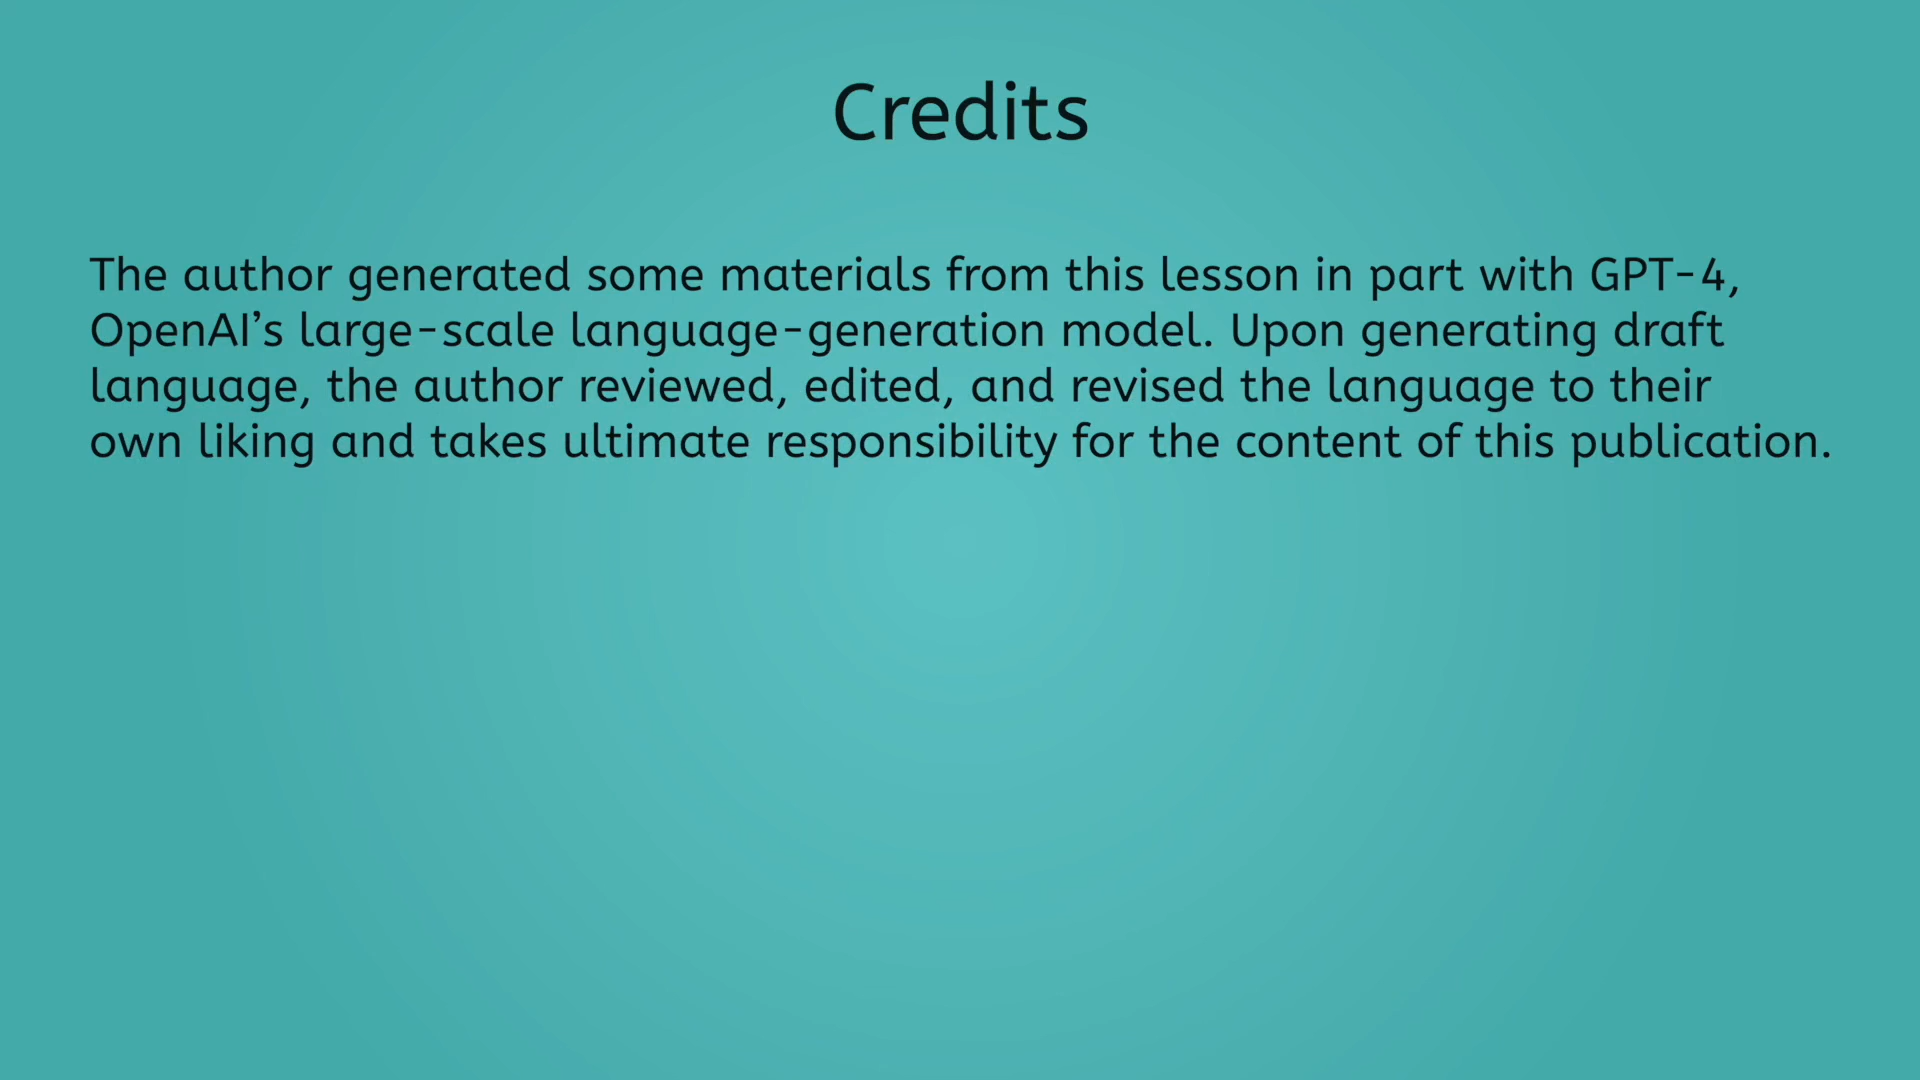 Credits
The author generated some materials from this lesson in part with GPT-4,
OpenAI’s large-scale language-generation model. Upon generating draft
language, the author reviewed, edited, and revised the language to their
own liking and takes ultimate responsibility for the content of this publication.